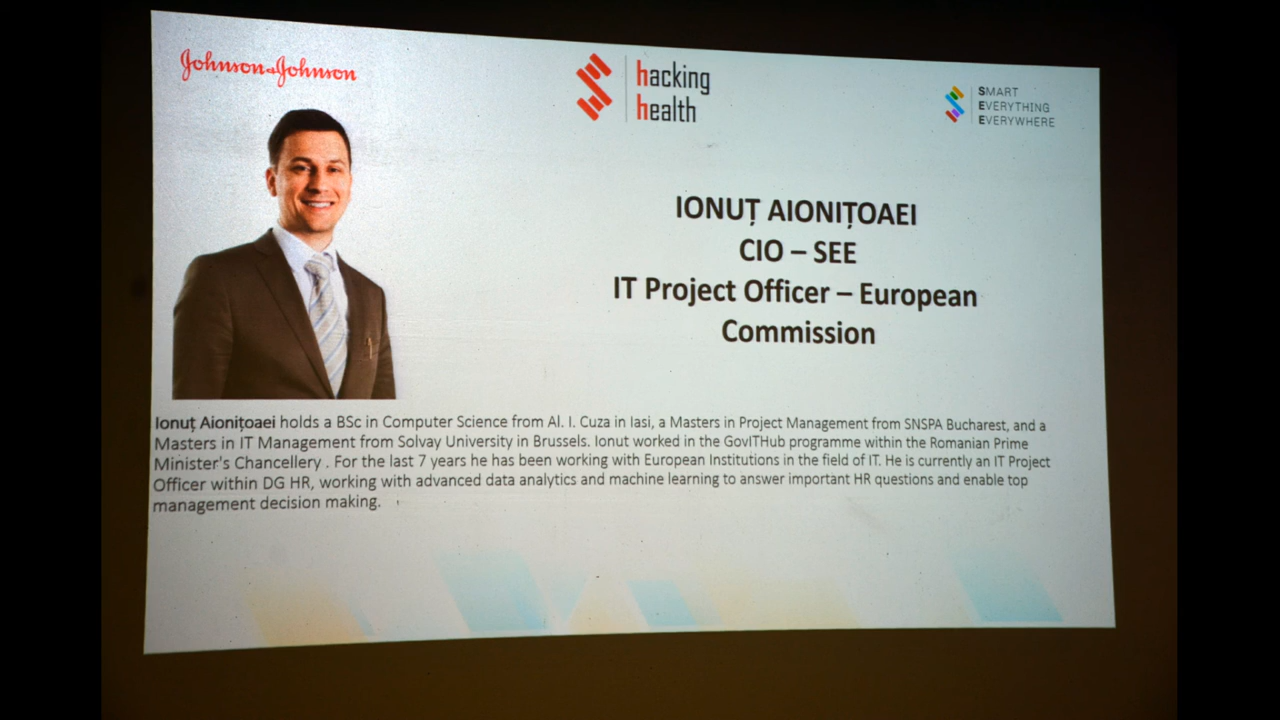 Johnson&Johnson
hacking
health
SMART
EVERYTHING
EVERYWHERE
IONUȚ AIONIȚOAEI
CIO – SEE
IT Project Officer – European
Commission
Ionuț Aionițoaei holds a BSc in Computer Science from Al. I. Cuza in Iasi, a Masters in Project Management from SNSPA Bucharest, and a
Masters in IT Management from Solvay University in Brussels. Ionut worked in the GovITHub programme within the Romanian Prime
Minister's Chancellery . For the last 7 years he has been working with European Institutions in the field of IT. He is currently an IT Project
Officer within DG HR, working with advanced data analytics and machine learning to answer important HR questions and enable top
management decision making.